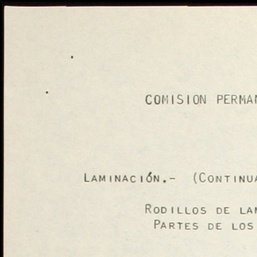 COMISION PERMAN
LAMINACIÓN.- (CONTINUA
RODILLOS DE LAM
PARTES DE LOS